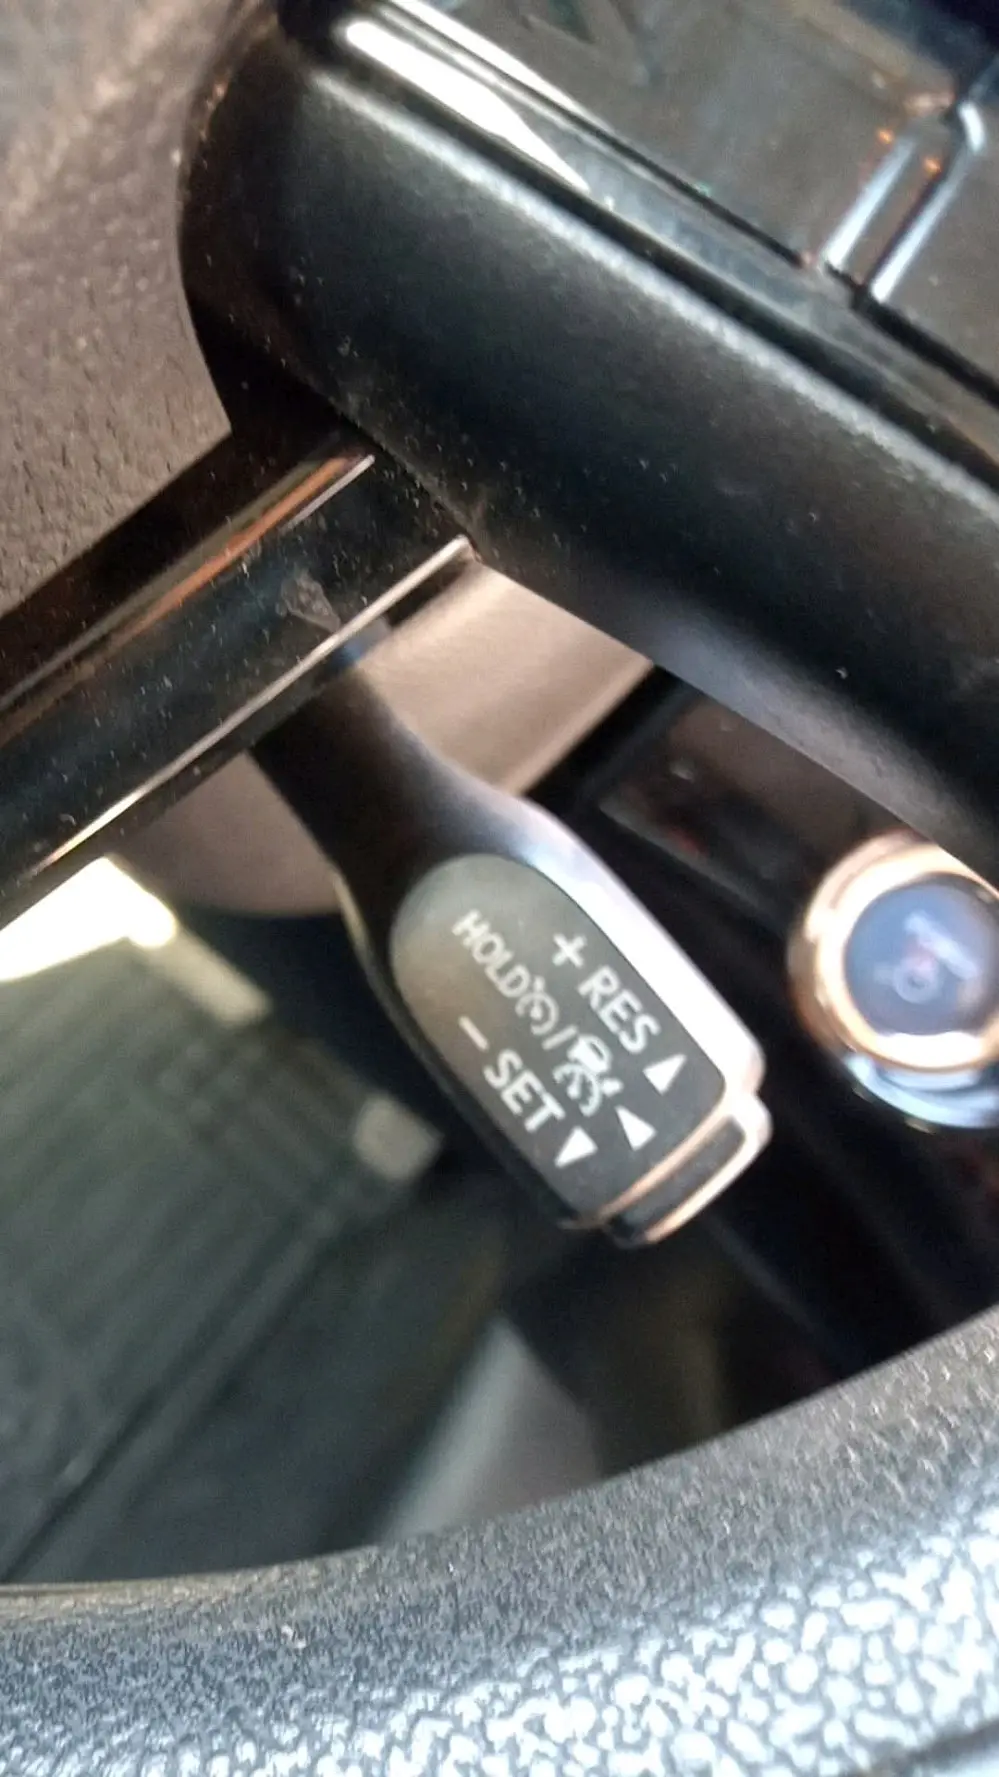 + RES
HOLD /
- SET